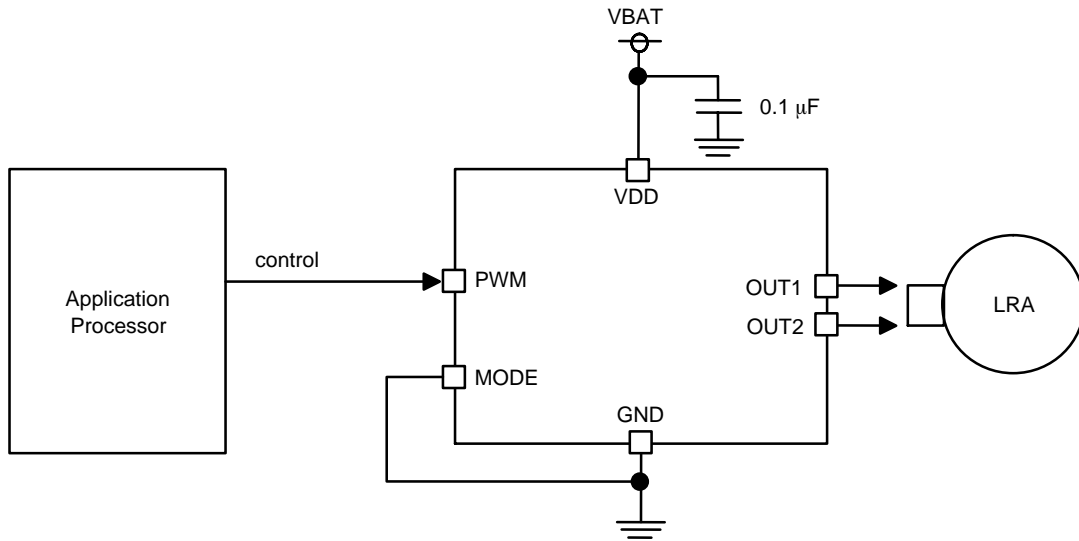 VBAT
0.1 μF
VDD
control
PWM
Application
Processor
OUT1
OUT2
LRA
MODE
GND